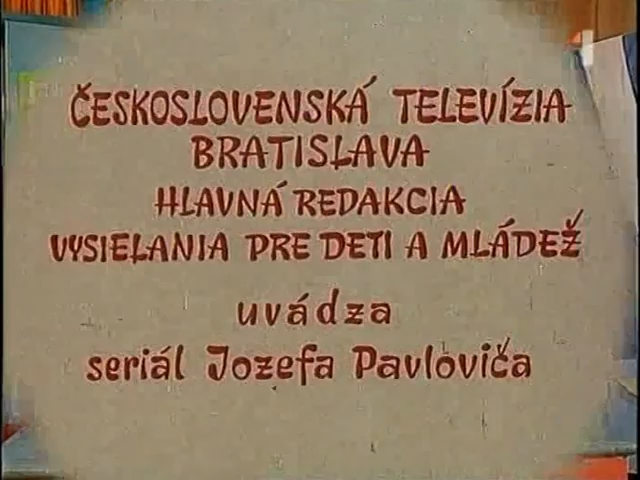 ČESKOSLOVENSKÁ TELEVÍZIA
BRATISLAVA
HLAVNÁ REDAKCIA
VYSIELANIA PRE DETI A MLÁDEŽ
uvádza
seriál Jozefa Pavloviča